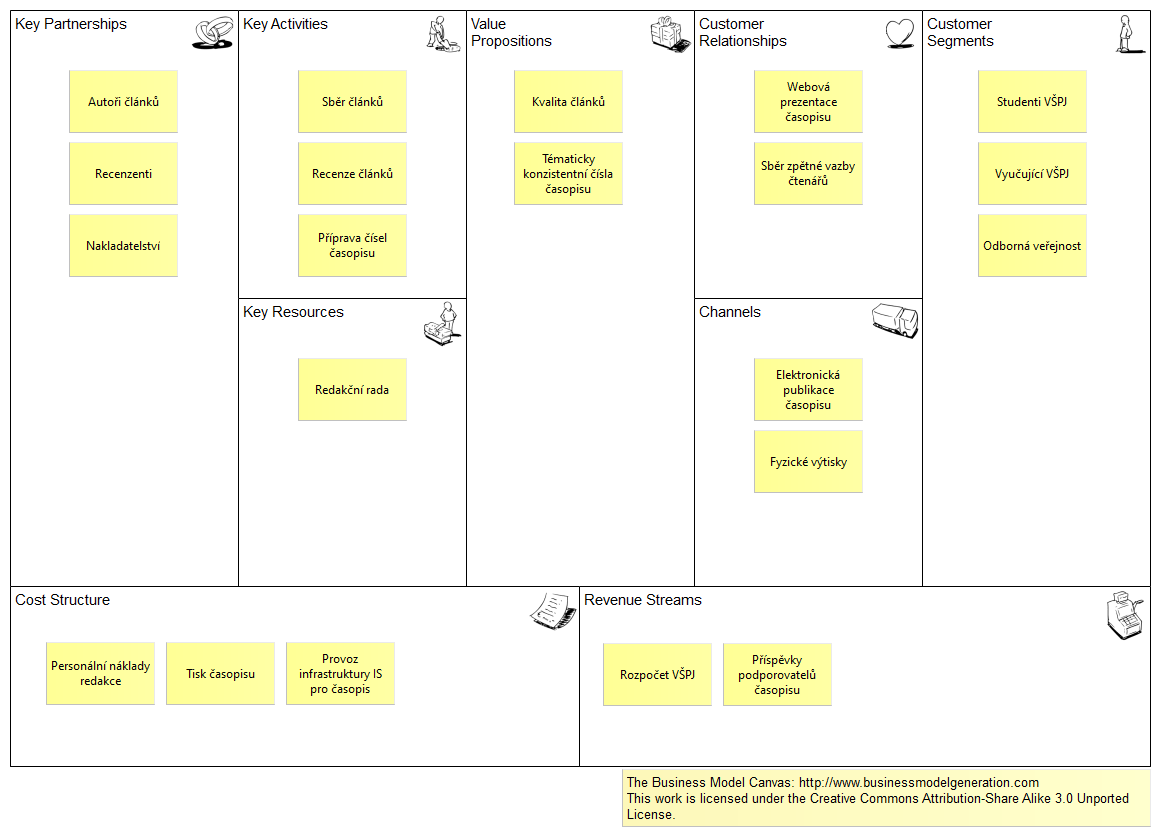 Key Partnerships
Autoři článků
Recenzenti
Nakladatelství
Key Activities
Sběr článků
Recenze článků
Příprava čísel
časopisu
Key Resources
Redakční rada
Value
Propositions
Kvalita článků
Tématicky
konzistentní čísla
časopisu
Customer
Relationships
Webová
prezentace
časopisu
Sběr zpětné vazby
čtenářů
Channels
Elektronická
publikace
časopisu
Fyzické výtisky
Customer
Segments
Studenti VŠPJ
Vyučující VŠPJ
Odborná veřejnost
Cost Structure
Personální náklady
redakce
Tisk časopisu
Provoz
infrastruktury IS
pro časopis
Revenue Streams
Rozpočet VŠPJ
Příspěvky
podporovatelů
časopisu
The Business Model Canvas: http://www.businessmodelgeneration.com
This work is licensed under the Creative Commons Attribution-Share Alike 3.0 Unported
License.